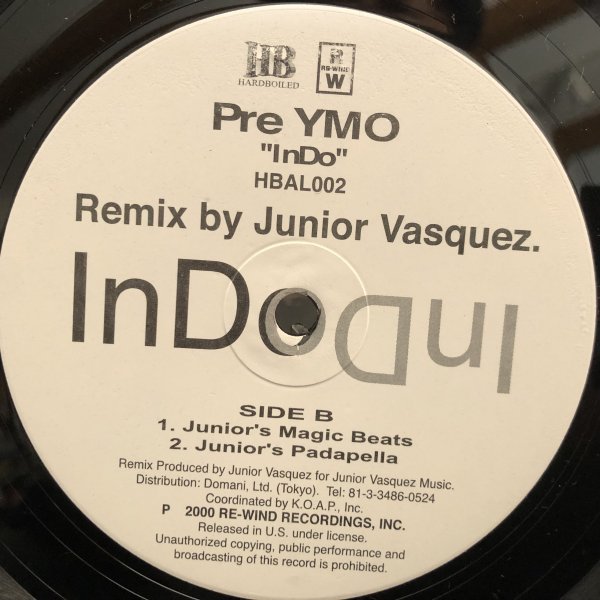 HB R W
HARDBOILED RE-WIND
Pre YMO
"InDo"
HBAL002
Remix by Junior Vasquez.
InDo InDo
SIDE B
1. Junior's Magic Beats
2. Junior's Padapella
Remix Produced by Junior Vasquez for Junior Vasquez Music.
Distribution: Domani, Ltd. (Tokyo). Tel: 81-3-3486-0524
Coordinated by K.O.A.P., Inc.
P 2000 RE-WIND RECORDINGS, INC.
Released in U.S. under license.
Unauthorized copying, public performance and
broadcasting of this record is prohibited.